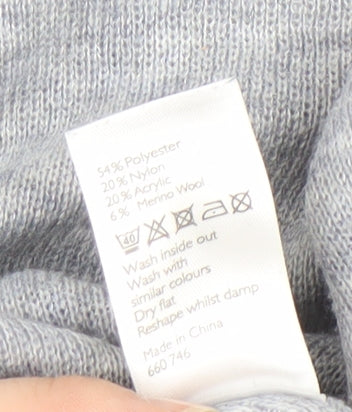 54% Polyester
20% Nylon
20% Acrylic
6% Merino Wool
40
Wash inside out
Wash with
similar colours
Dry flat
Reshape whilst damp
Made in China
660 746